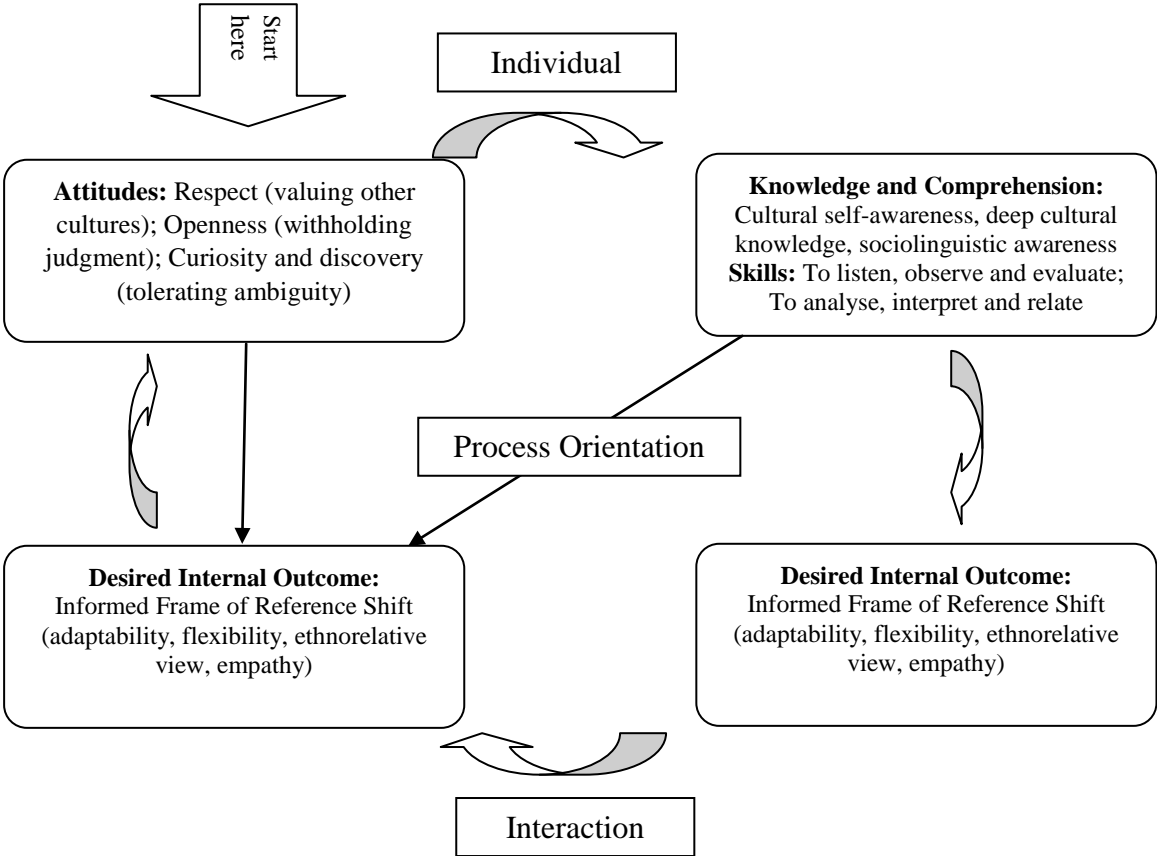 Start
here
Individual
Attitudes: Respect (valuing other
cultures); Openness (withholding
judgment); Curiosity and discovery
(tolerating ambiguity)
Knowledge and Comprehension:
Cultural self-awareness, deep cultural
knowledge, sociolinguistic awareness
Skills: To listen, observe and evaluate;
To analyse, interpret and relate
Process Orientation
Desired Internal Outcome:
Informed Frame of Reference Shift
(adaptability, flexibility, ethnorelative
view, empathy)
Desired Internal Outcome:
Informed Frame of Reference Shift
(adaptability, flexibility, ethnorelative
view, empathy)
Interaction